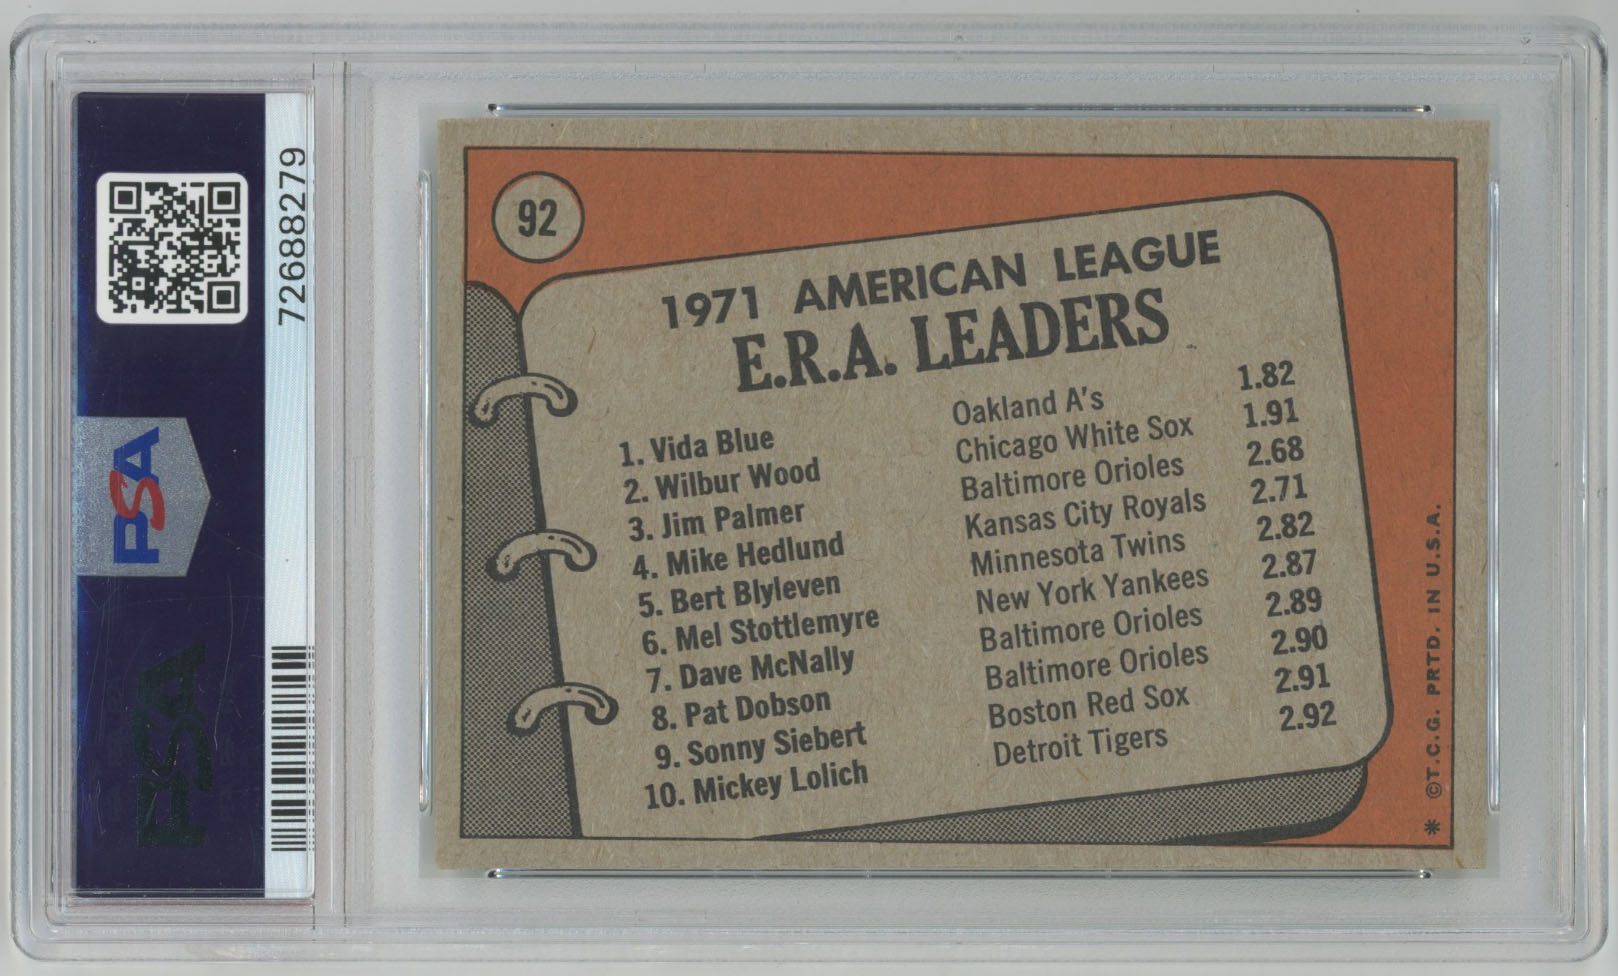 72688279
PSA
PSA
92
1971 AMERICAN LEAGUE
E.R.A. LEADERS
1. Vida Blue Oakland A's 1.82
2. Wilbur Wood Chicago White Sox 1.91
3. Jim Palmer Baltimore Orioles 2.68
4. Mike Hedlund Kansas City Royals 2.71
5. Bert Blyleven Minnesota Twins 2.82
6. Mel Stottlemyre New York Yankees 2.87
7. Dave McNally Baltimore Orioles 2.89
8. Pat Dobson Baltimore Orioles 2.90
9. Sonny Siebert Boston Red Sox 2.91
10. Mickey Lolich Detroit Tigers 2.92
* ©T.C.G. PRTD. IN U.S.A.